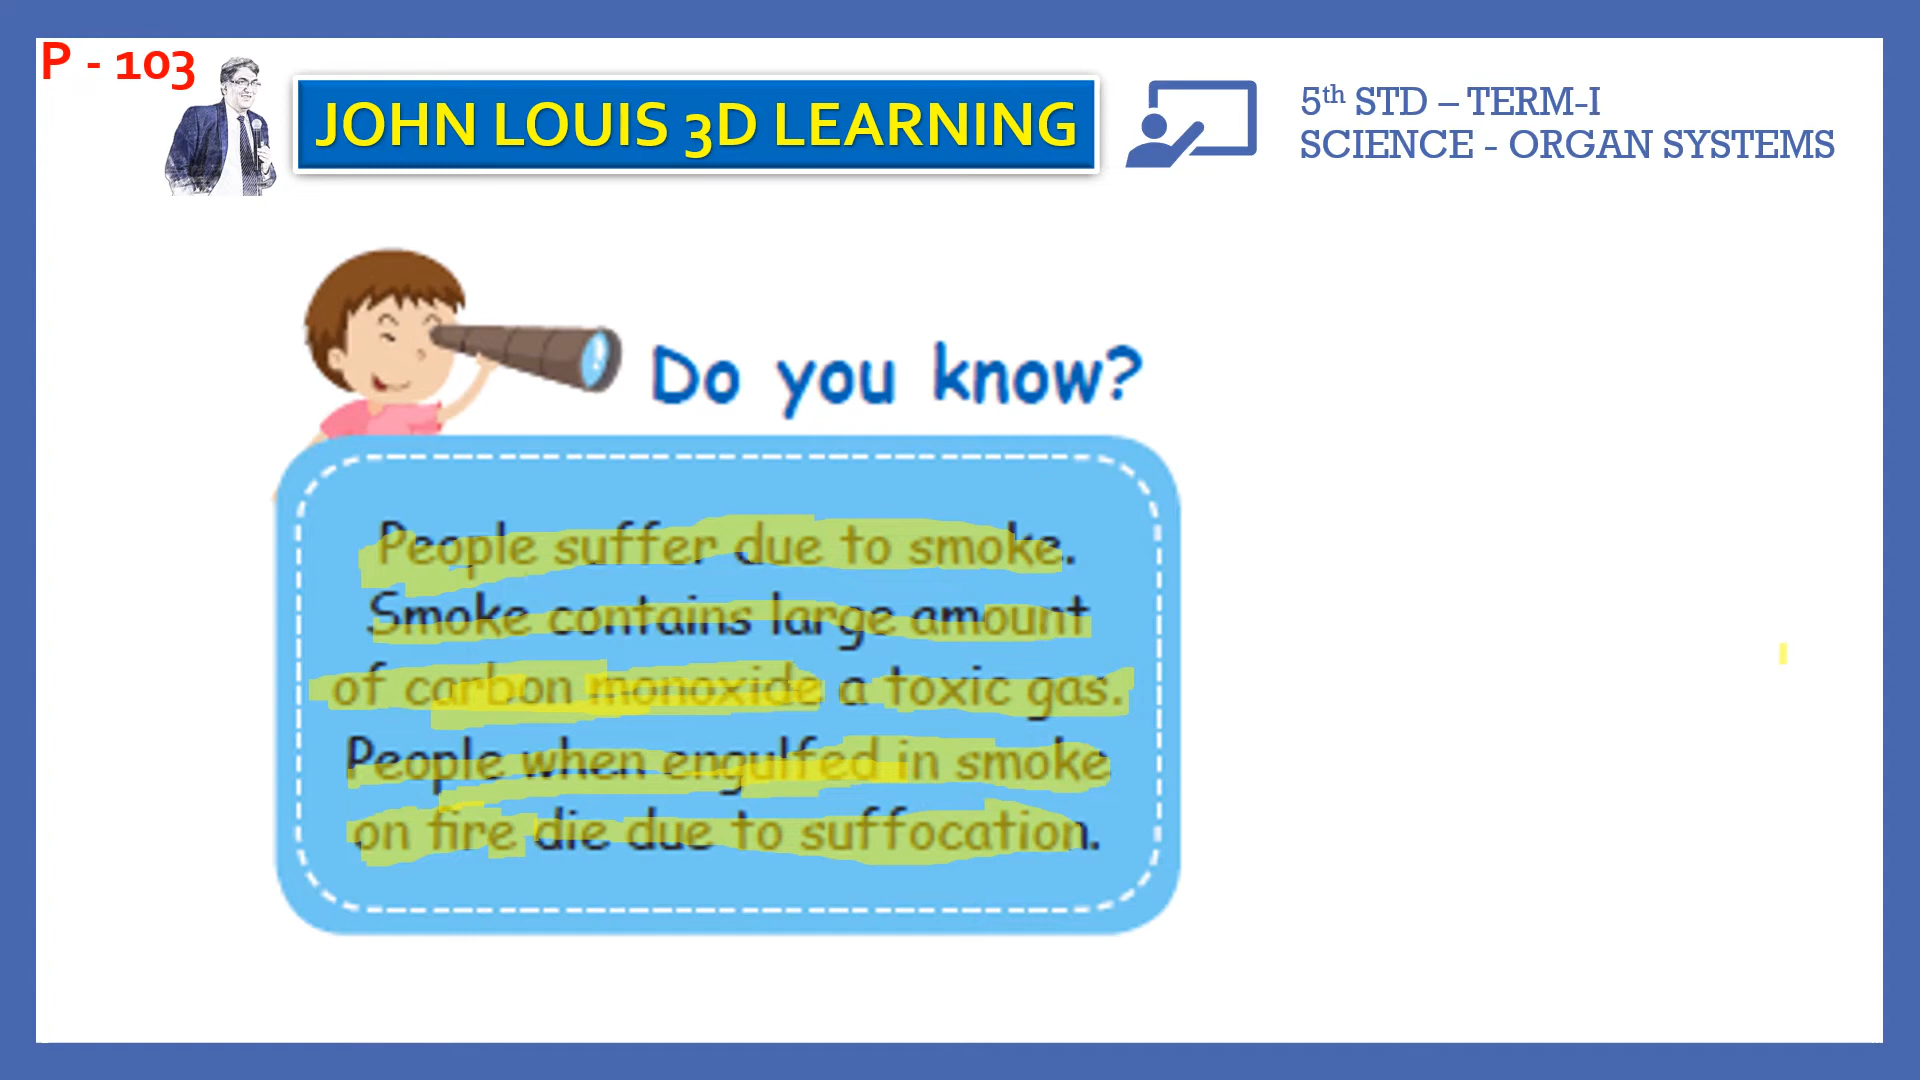 P - 103
JOHN LOUIS 3D LEARNING
5th STD – TERM-I
SCIENCE - ORGAN SYSTEMS
Do you know?
People suffer due to smoke.
Smoke contains large amount
of carbon monoxide a toxic gas.
People when engulfed in smoke
on fire die due to suffocation.